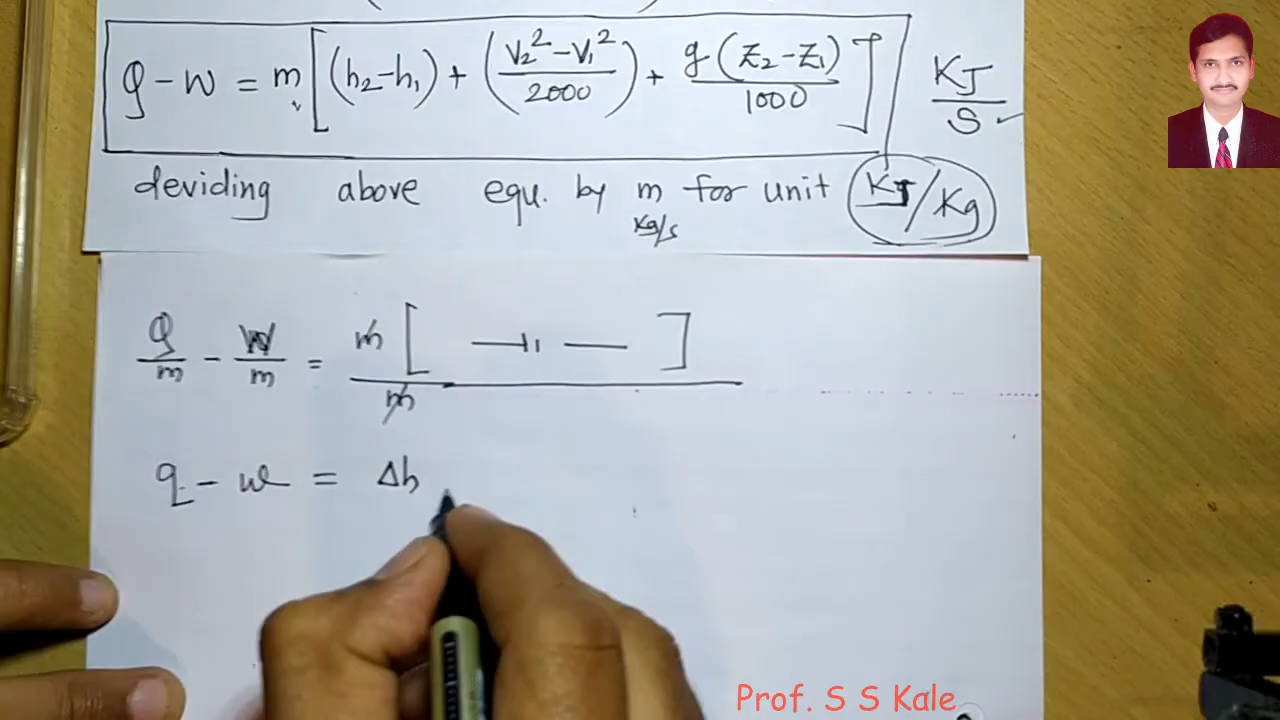 Q - W = m [ (h₂-h₁) + ( V₂² - V₁² / 2000 ) + g (Z₂-Z₁) / 1000 ] KJ / S
deviding above equ. by m for unit KJ/Kg
Kg/s
Q/m - W/m = m [ —〃— ] / m
q - w = Δh
Prof. S S Kale